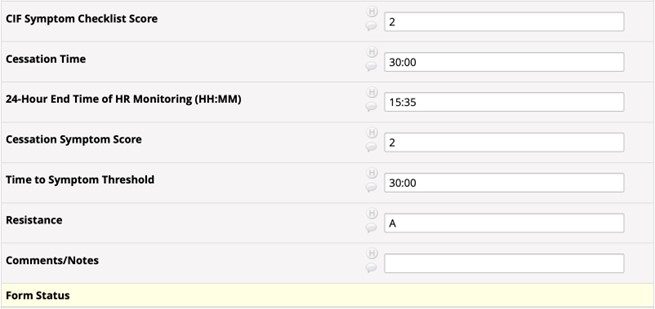 CIF Symptom Checklist Score
H
2
Cessation Time
H
30:00
24-Hour End Time of HR Monitoring (HH:MM)
H
15:35
Cessation Symptom Score
H
2
Time to Symptom Threshold
H
30:00
Resistance
H
A
Comments/Notes
H
Form Status